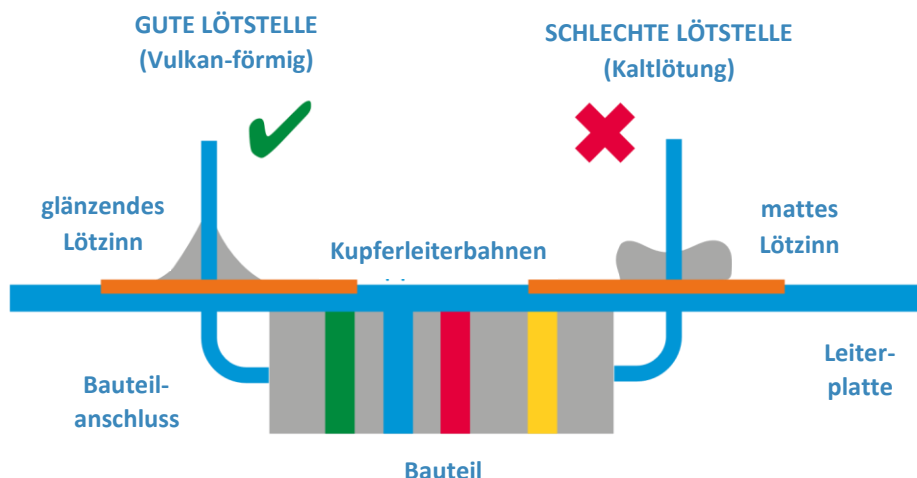 GUTE LÖTSTELLE
(Vulkan-förmig)
SCHLECHTE LÖTSTELLE
(Kaltlötung)
glänzendes
Lötzinn
Kupferleiterbahnen
mattes
Lötzinn
Bauteil-
anschluss
Leiter-
platte
Bauteil